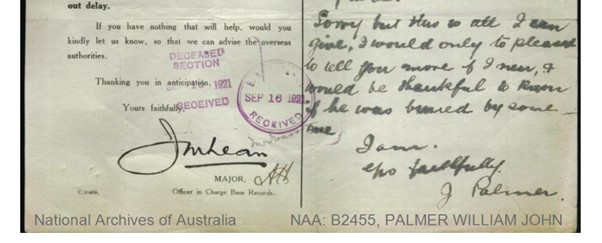 out delay.
If you have nothing that will help, would you
kindly let us know, so that we can advise the overseas
authorities.
Thanking you in anticipation,
Yours faithfully,
DECEASED
SECTION
1921
RECEIVED
SEP 16 1921
RECEIVED
JMLean
MAJOR,
Officer in Charge Base Records.
Sorry but this is all I can
give, I would only to pleased
to tell you more if I new, &
would be thankful to know
if he was buried by some
one
I am.
yrs faithfully.
J Palmer.
National Archives of Australia
NAA: B2455, PALMER WILLIAM JOHN